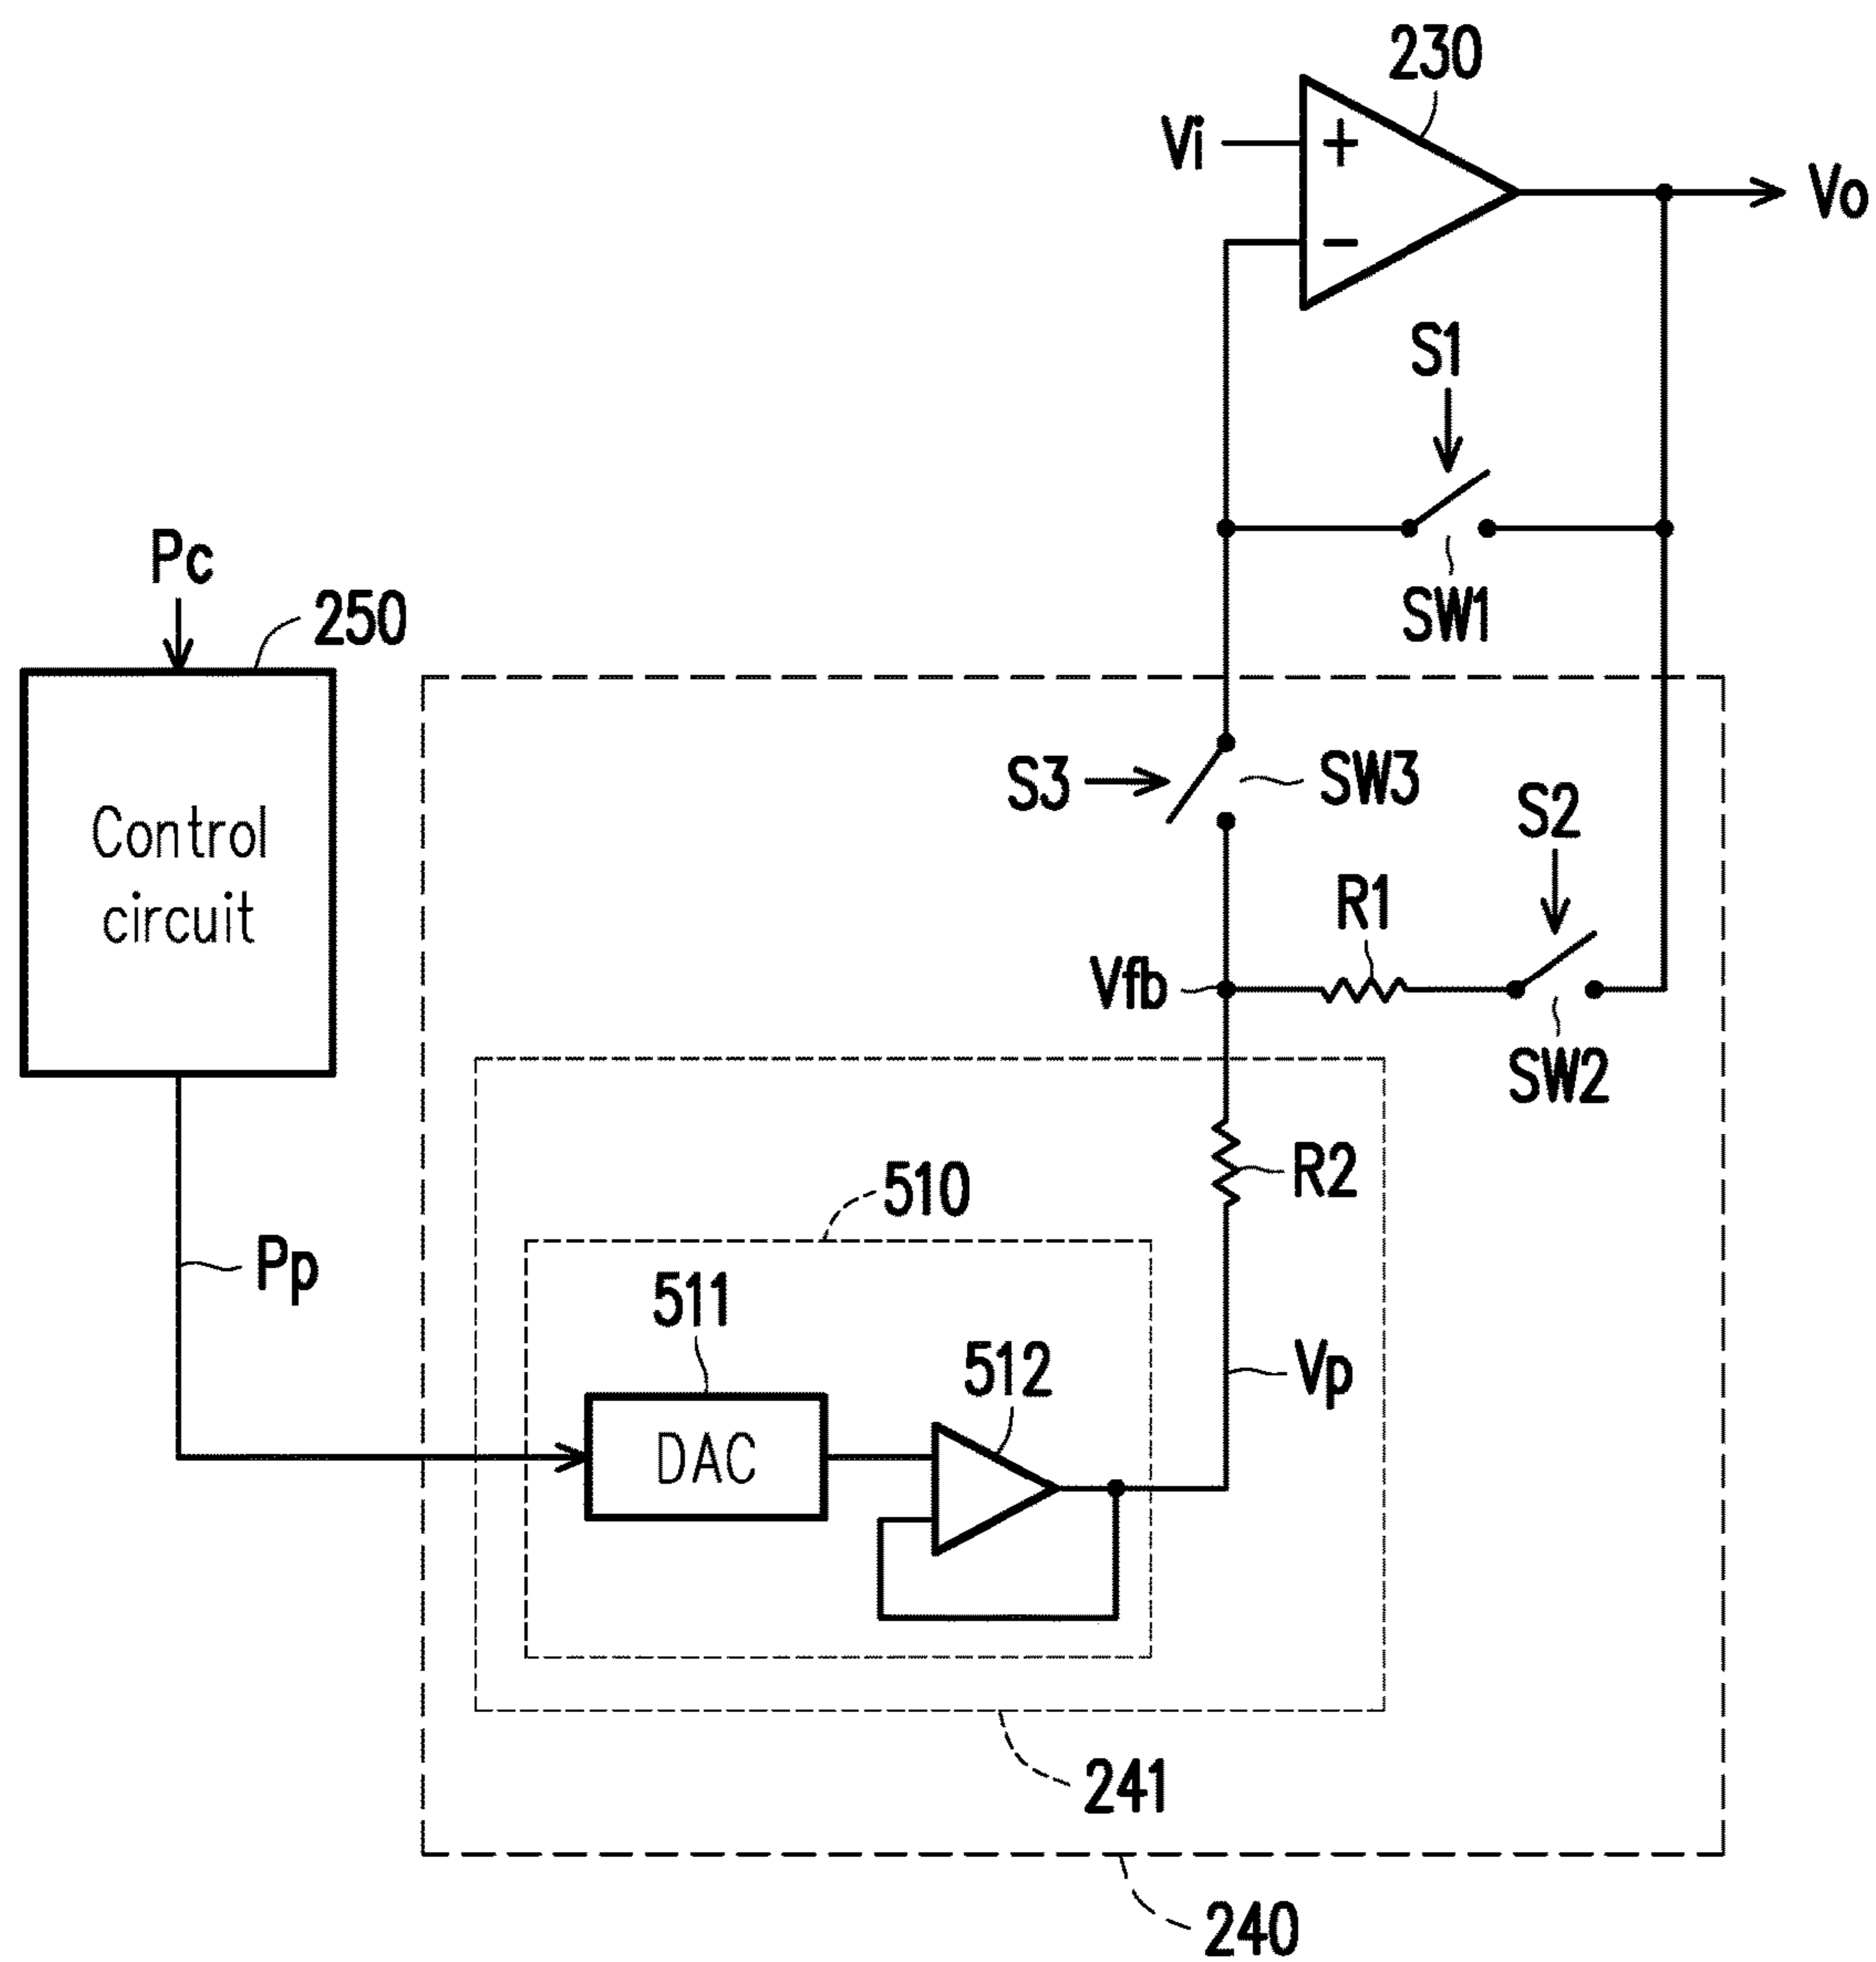 230
Vi
+
−
Vo
S1
SW1
Pc
250
Control
circuit
S3
SW3
S2
R1
Vfb
SW2
R2
510
Pp
511
512
Vp
DAC
241
240